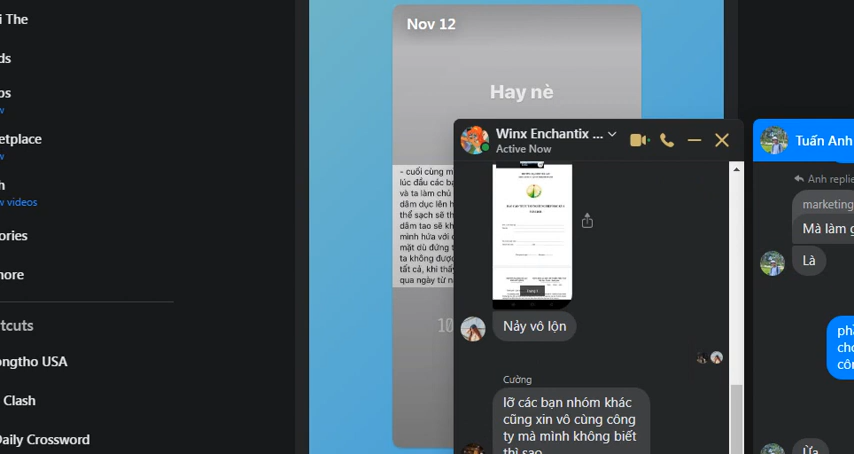 i The
ds
ps
w
etplace
w
h
w videos
ories
more
tcuts
ongtho USA
Clash
Daily Crossword
Nov 12
Hay nè
- cuối cùng m
lúc đầu các bạ
và ta làm chủ
dâm dục lên h
thể sạch sẽ th
dâm tao sẽ kh
mình hứa với
mặt dù đứng t
ta không được
tất cả, khi thấy
qua ngày từ n
10
Winx Enchantix ...
Active Now
Nảy vô lộn
Cường
lỡ các bạn nhóm khác
cũng xin vô cùng công
ty mà mình không biết
thì sao
Tuấn Anh
Anh replie
marketing
Mà làm g
Là
phả
cho
côn
Ừa